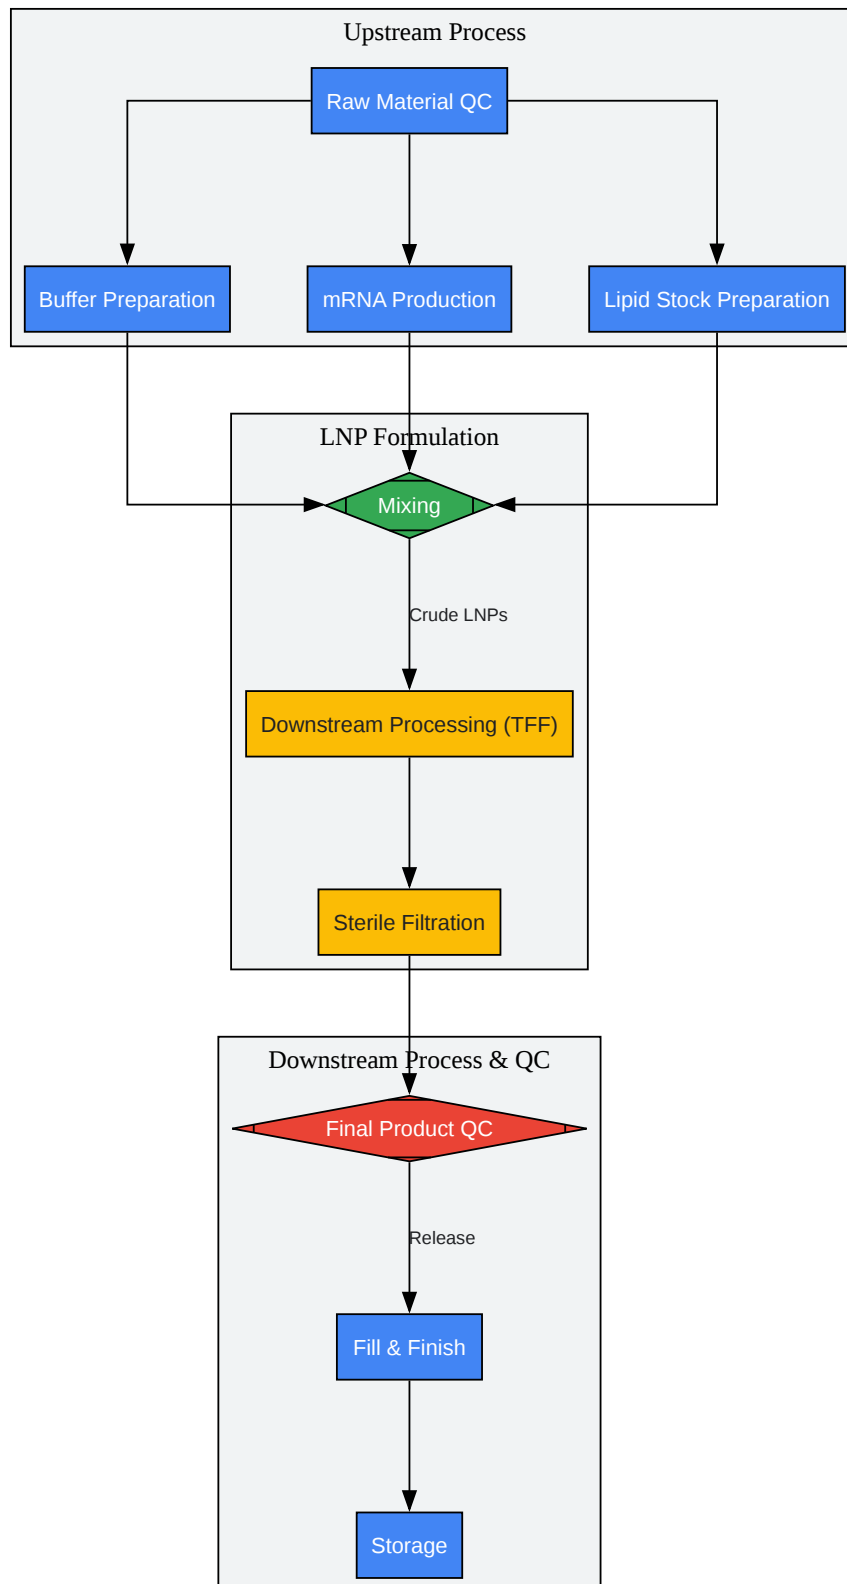 Upstream Process
Raw Material QC
Buffer Preparation
mRNA Production
Lipid Stock Preparation
LNP Formulation
Mixing
Crude LNPs
Downstream Processing (TFF)
Sterile Filtration
Downstream Process & QC
Final Product QC
Release
Fill & Finish
Storage